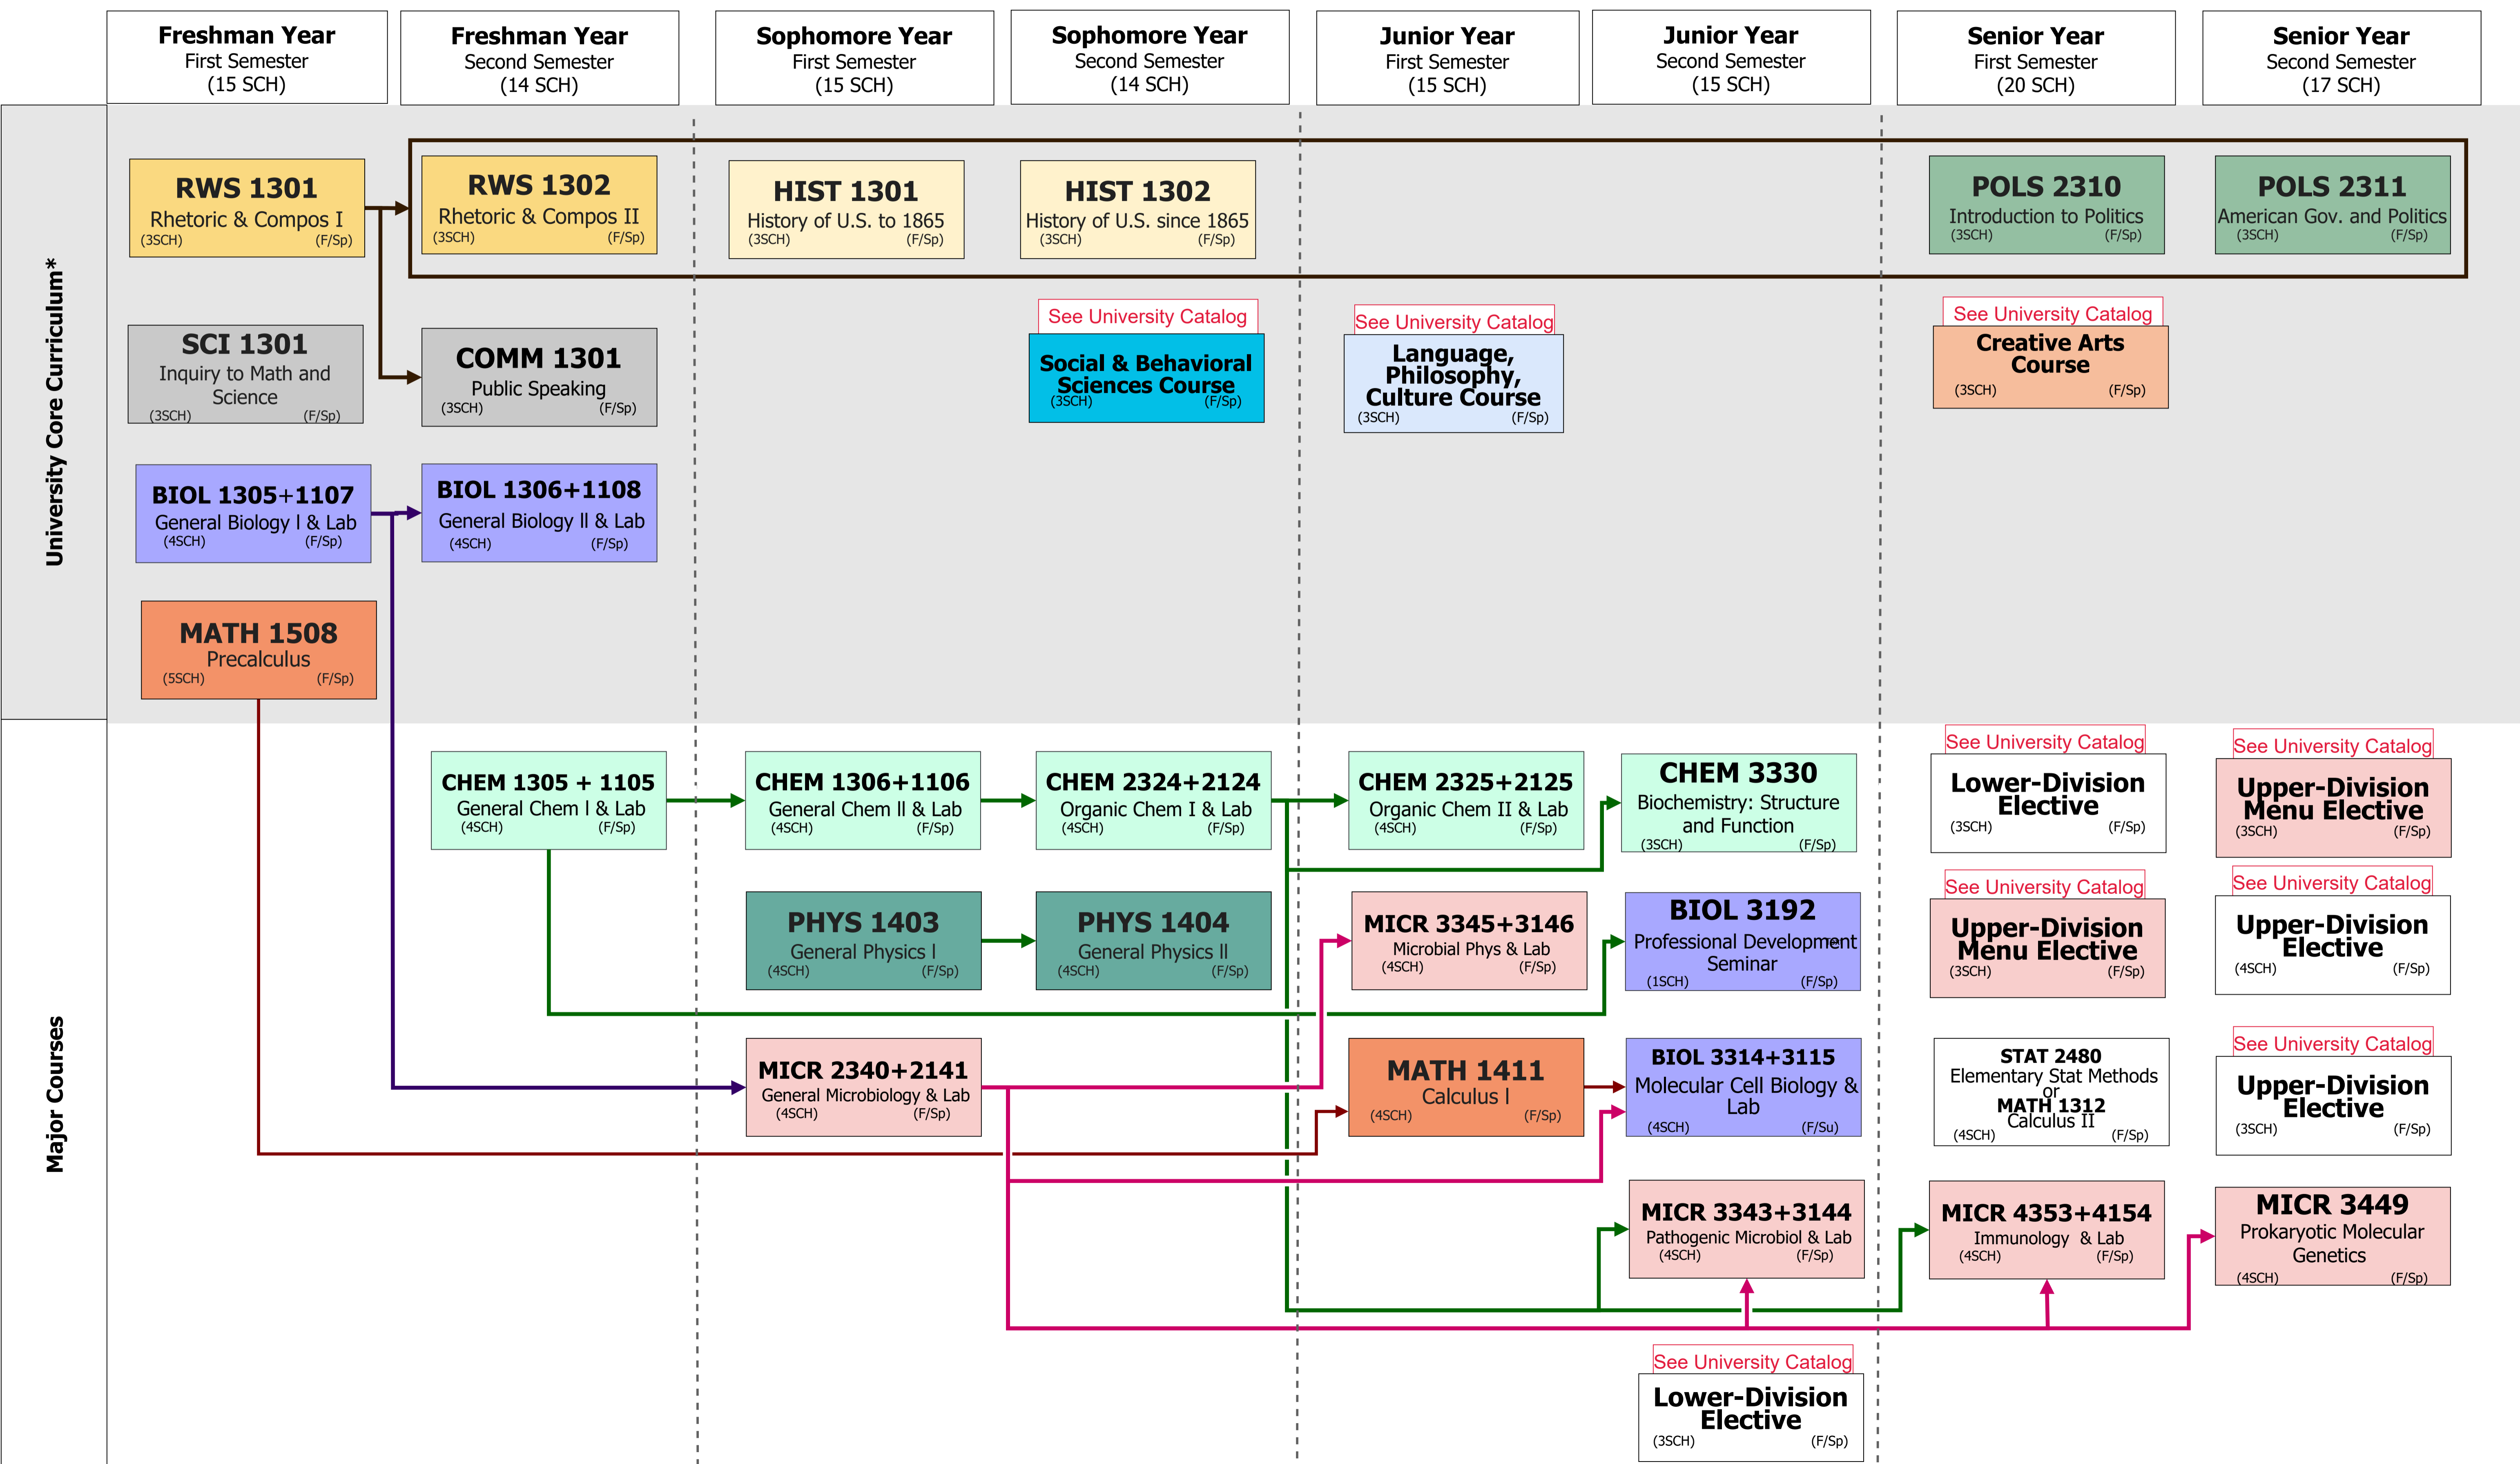 Freshman Year
First Semester
(15 SCH)
Freshman Year
Second Semester
(14 SCH)
Sophomore Year
First Semester
(15 SCH)
Sophomore Year
Second Semester
(14 SCH)
Junior Year
First Semester
(15 SCH)
Junior Year
Second Semester
(15 SCH)
Senior Year
First Semester
(20 SCH)
Senior Year
Second Semester
(17 SCH)
University Core Curriculum*
RWS 1301
Rhetoric & Compos I
(3SCH) (F/Sp)
RWS 1302
Rhetoric & Compos II
(3SCH) (F/Sp)
HIST 1301
History of U.S. to 1865
(3SCH) (F/Sp)
HIST 1302
History of U.S. since 1865
(3SCH) (F/Sp)
POLS 2310
Introduction to Politics
(3SCH) (F/Sp)
POLS 2311
American Gov. and Politics
(3SCH) (F/Sp)
SCI 1301
Inquiry to Math and
Science
(3SCH) (F/Sp)
COMM 1301
Public Speaking
(3SCH) (F/Sp)
See University Catalog
Social & Behavioral
Sciences Course
(3SCH) (F/Sp)
See University Catalog
Language,
Philosophy,
Culture Course
(3SCH) (F/Sp)
See University Catalog
Creative Arts
Course
(3SCH) (F/Sp)
BIOL 1305+1107
General Biology l & Lab
(4SCH) (F/Sp)
BIOL 1306+1108
General Biology ll & Lab
(4SCH) (F/Sp)
MATH 1508
Precalculus
(5SCH) (F/Sp)
Major Courses
CHEM 1305 + 1105
General Chem l & Lab
(4SCH) (F/Sp)
CHEM 1306+1106
General Chem ll & Lab
(4SCH) (F/Sp)
CHEM 2324+2124
Organic Chem I & Lab
(4SCH) (F/Sp)
CHEM 2325+2125
Organic Chem II & Lab
(4SCH) (F/Sp)
CHEM 3330
Biochemistry: Structure
and Function
(3SCH) (F/Sp)
See University Catalog
Lower-Division
Elective
(3SCH) (F/Sp)
See University Catalog
Upper-Division
Menu Elective
(3SCH) (F/Sp)
PHYS 1403
General Physics l
(4SCH) (F/Sp)
PHYS 1404
General Physics ll
(4SCH) (F/Sp)
MICR 3345+3146
Microbial Phys & Lab
(4SCH) (F/Sp)
BIOL 3192
Professional Development
Seminar
(1SCH) (F/Sp)
See University Catalog
Upper-Division
Menu Elective
(3SCH) (F/Sp)
See University Catalog
Upper-Division
Elective
(4SCH) (F/Sp)
MICR 2340+2141
General Microbiology & Lab
(4SCH) (F/Sp)
MATH 1411
Calculus l
(4SCH) (F/Sp)
BIOL 3314+3115
Molecular Cell Biology &
Lab
(4SCH) (F/Su)
STAT 2480
Elementary Stat Methods
or
MATH 1312
Calculus II
(4SCH) (F/Sp)
See University Catalog
Upper-Division
Elective
(3SCH) (F/Sp)
MICR 3343+3144
Pathogenic Microbiol & Lab
(4SCH) (F/Sp)
MICR 4353+4154
Immunology & Lab
(4SCH) (F/Sp)
MICR 3449
Prokaryotic Molecular
Genetics
(4SCH) (F/Sp)
See University Catalog
Lower-Division
Elective
(3SCH) (F/Sp)